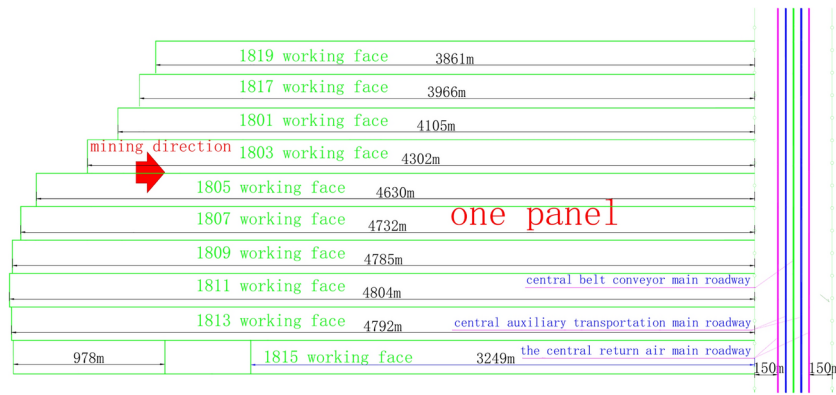 1819 working face
3861m
1817 working face
3966m
1801 working face
4105m
mining direction
1803 working face
4302m
1805 working face
4630m
one panel
1807 working face
4732m
1809 working face
4785m
central belt conveyor main roadway
1811 working face
4804m
1813 working face
4792m
central auxiliary transportation main roadway
the central return air main roadway
978m
1815 working face
3249m
150m
150m